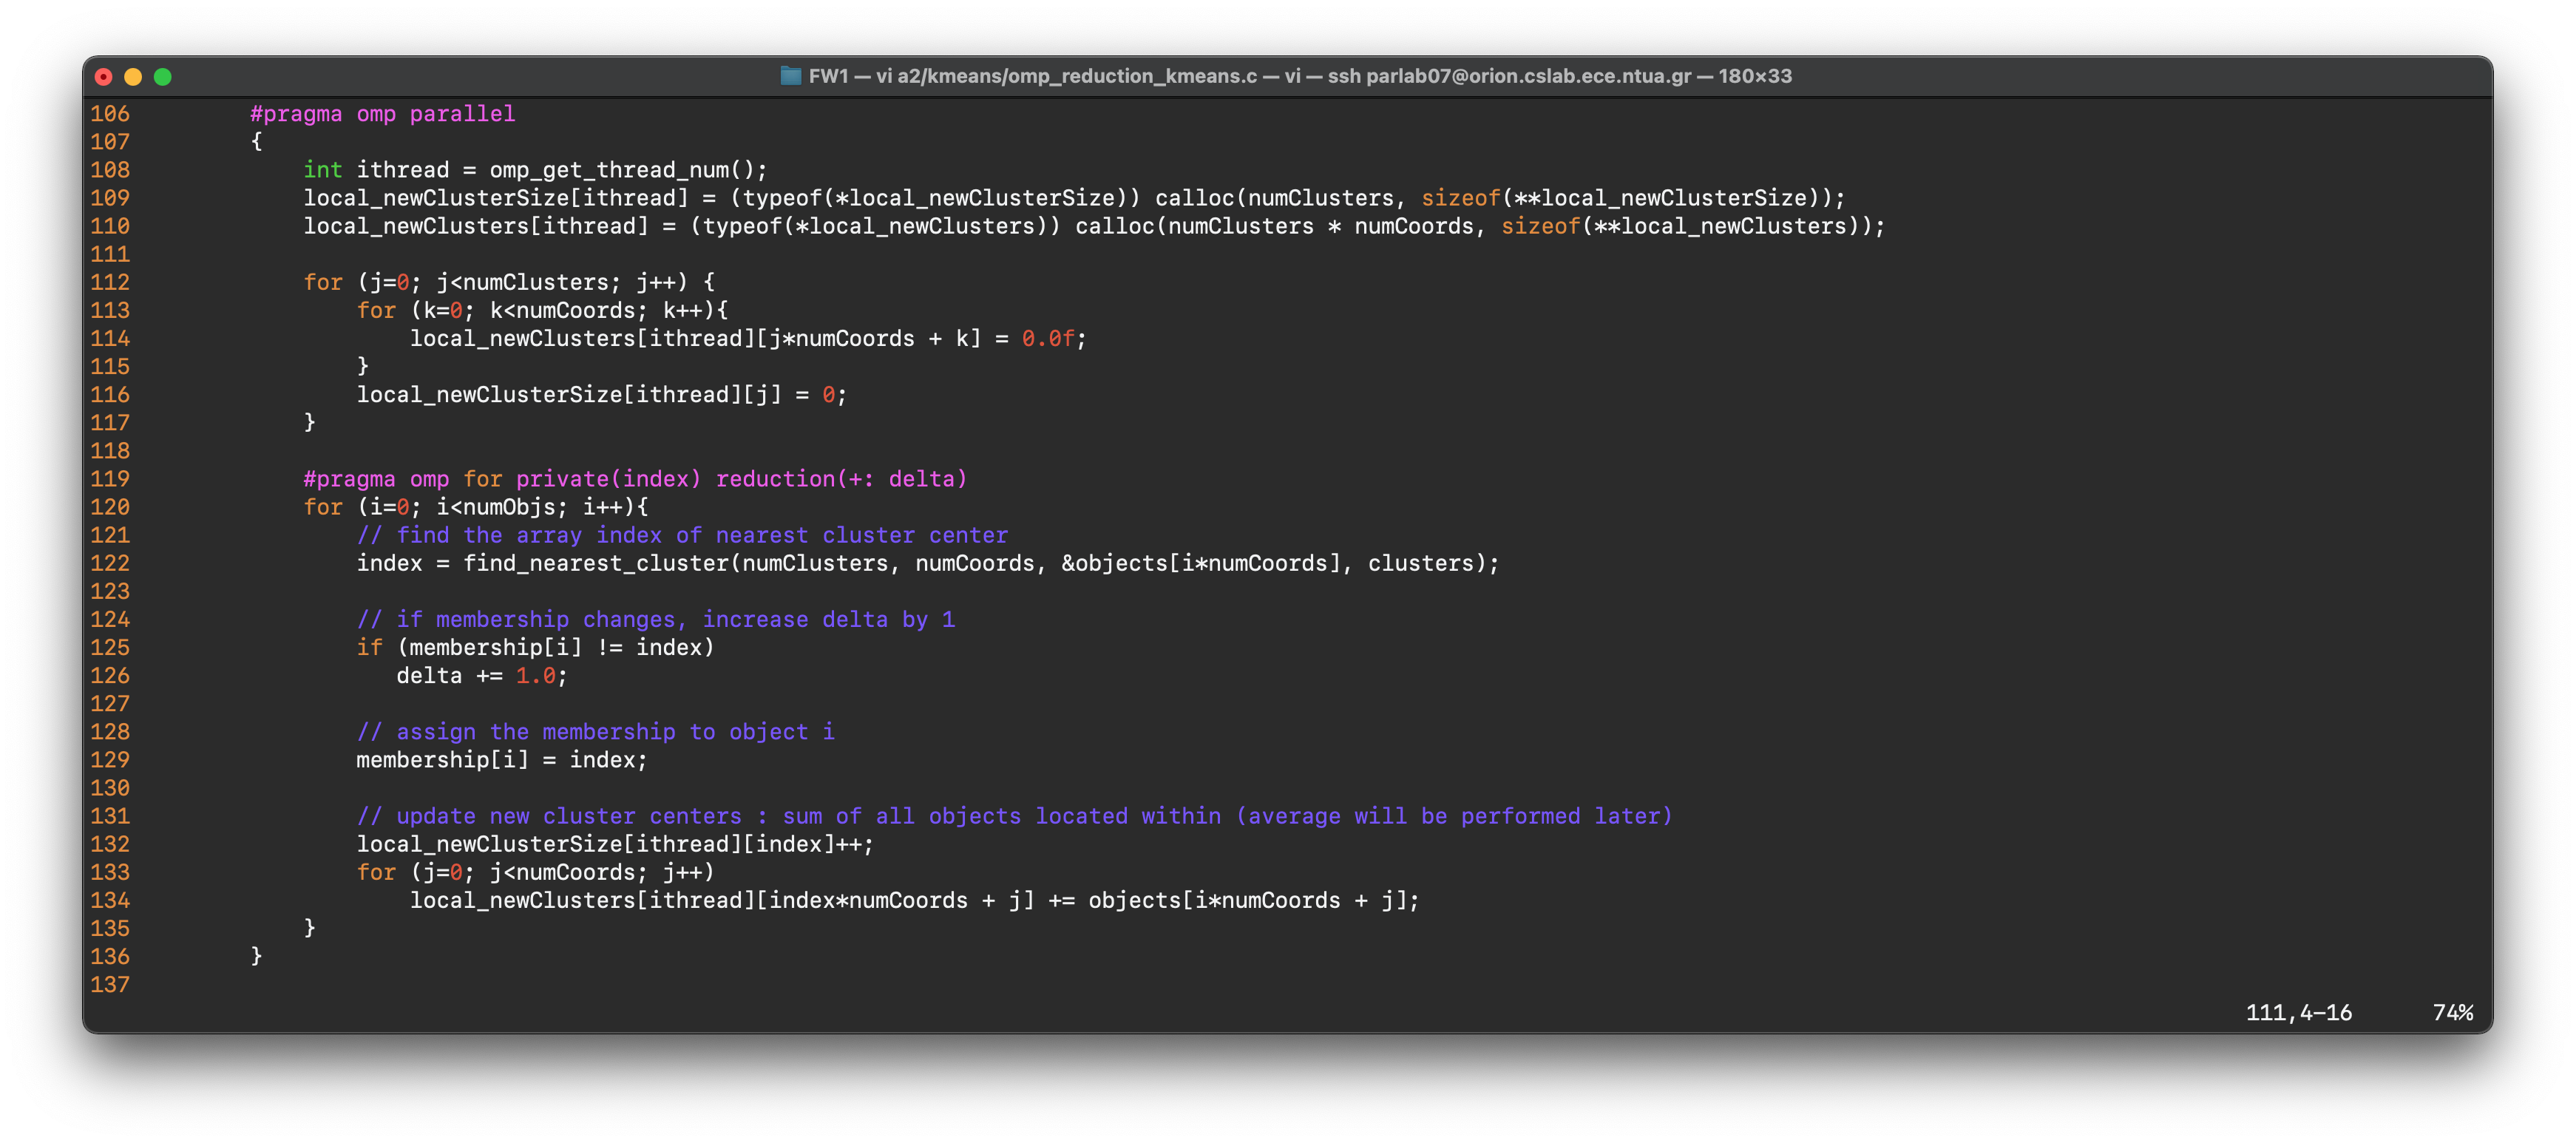 FW1 — vi a2/kmeans/omp_reduction_kmeans.c — vi — ssh parlab07@orion.cslab.ece.ntua.gr — 180×33
106         #pragma omp parallel
107         {
108             int ithread = omp_get_thread_num();
109             local_newClusterSize[ithread] = (typeof(*local_newClusterSize)) calloc(numClusters, sizeof(**local_newClusterSize));
110             local_newClusters[ithread] = (typeof(*local_newClusters)) calloc(numClusters * numCoords, sizeof(**local_newClusters));
111
112             for (j=0; j<numClusters; j++) {
113                 for (k=0; k<numCoords; k++){
114                     local_newClusters[ithread][j*numCoords + k] = 0.0f;
115                 }
116                 local_newClusterSize[ithread][j] = 0;
117             }
118
119             #pragma omp for private(index) reduction(+: delta)
120             for (i=0; i<numObjs; i++){
121                 // find the array index of nearest cluster center
122                 index = find_nearest_cluster(numClusters, numCoords, &objects[i*numCoords], clusters);
123
124                 // if membership changes, increase delta by 1
125                 if (membership[i] != index)
126                    delta += 1.0;
127
128                 // assign the membership to object i
129                 membership[i] = index;
130
131                 // update new cluster centers : sum of all objects located within (average will be performed later)
132                 local_newClusterSize[ithread][index]++;
133                 for (j=0; j<numCoords; j++)
134                     local_newClusters[ithread][index*numCoords + j] += objects[i*numCoords + j];
135             }
136         }
137
111,4-16      74%